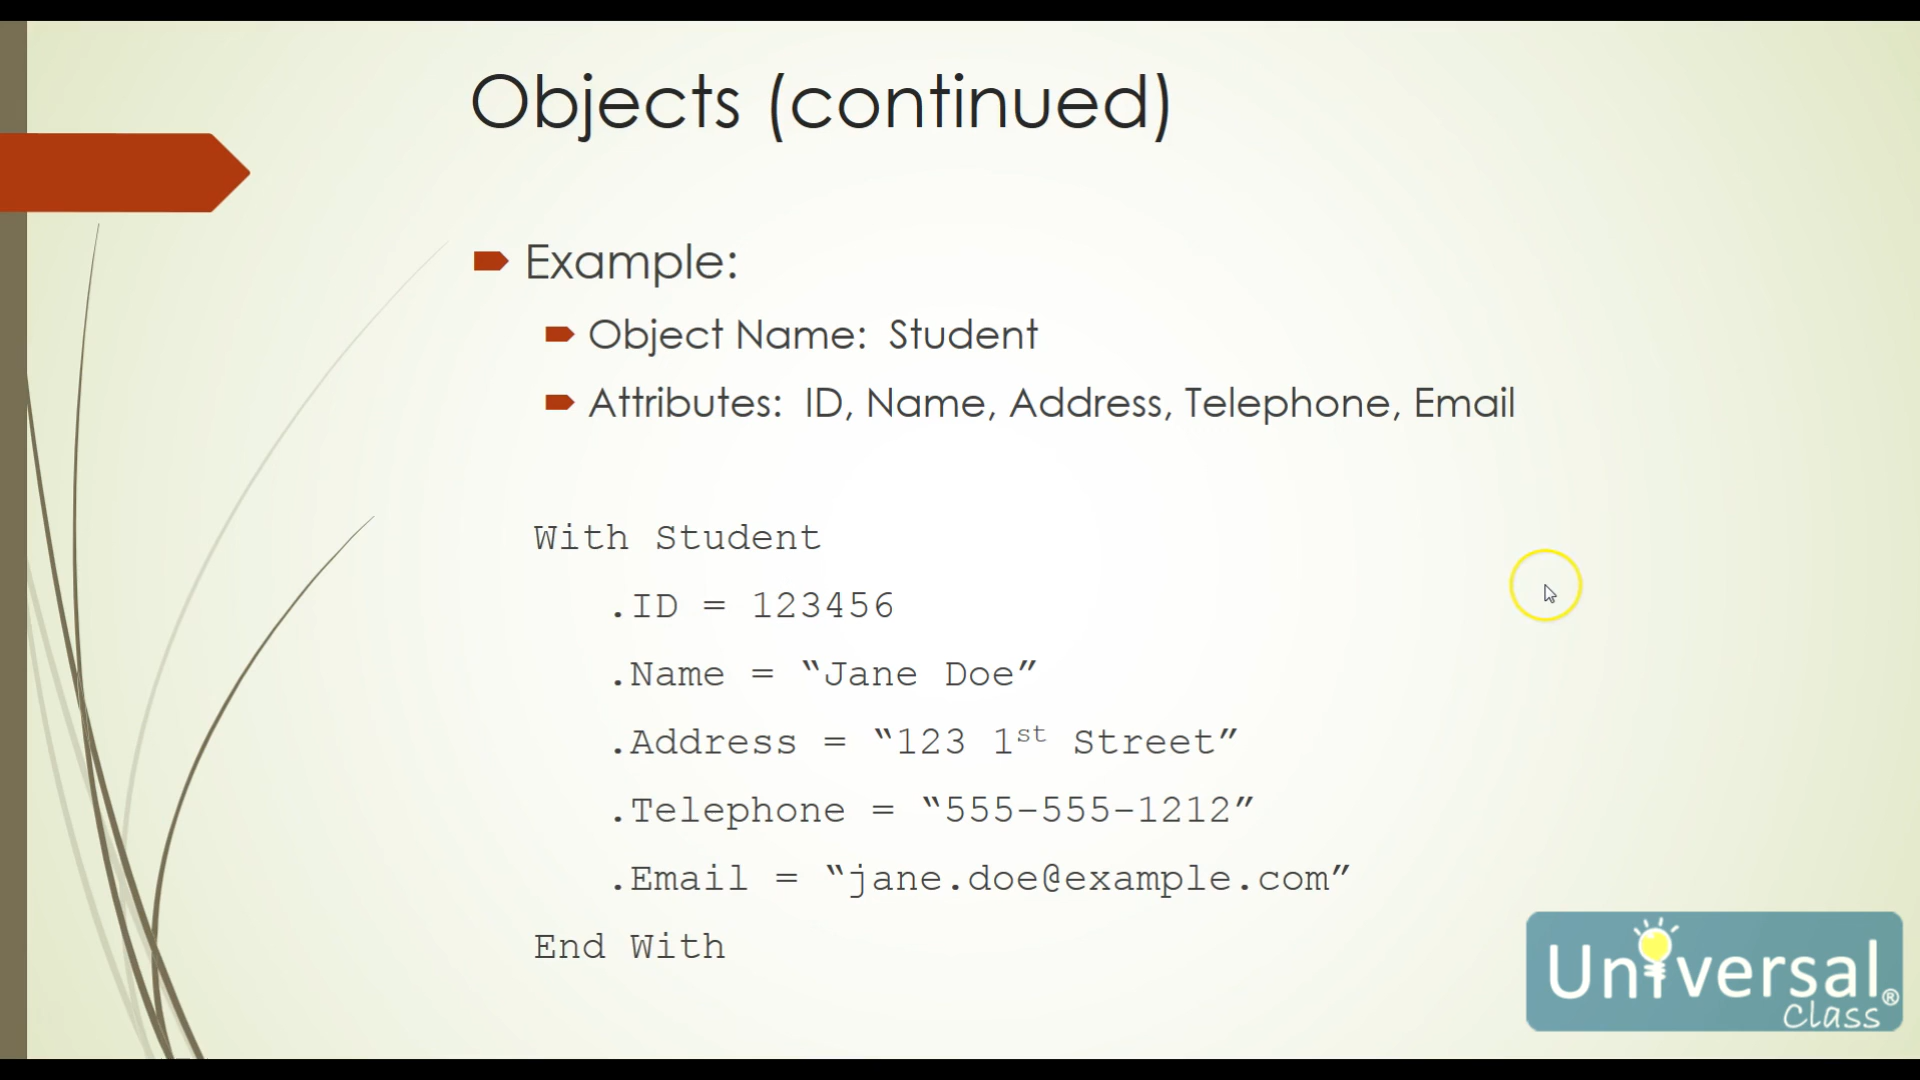 Objects (continued)
Example:
Object Name:  Student
Attributes:  ID, Name, Address, Telephone, Email
With Student
.ID = 123456
.Name = “Jane Doe”
.Address = “123 1st Street”
.Telephone = “555-555-1212”
.Email = “jane.doe@example.com”
End With
Universal®
Class